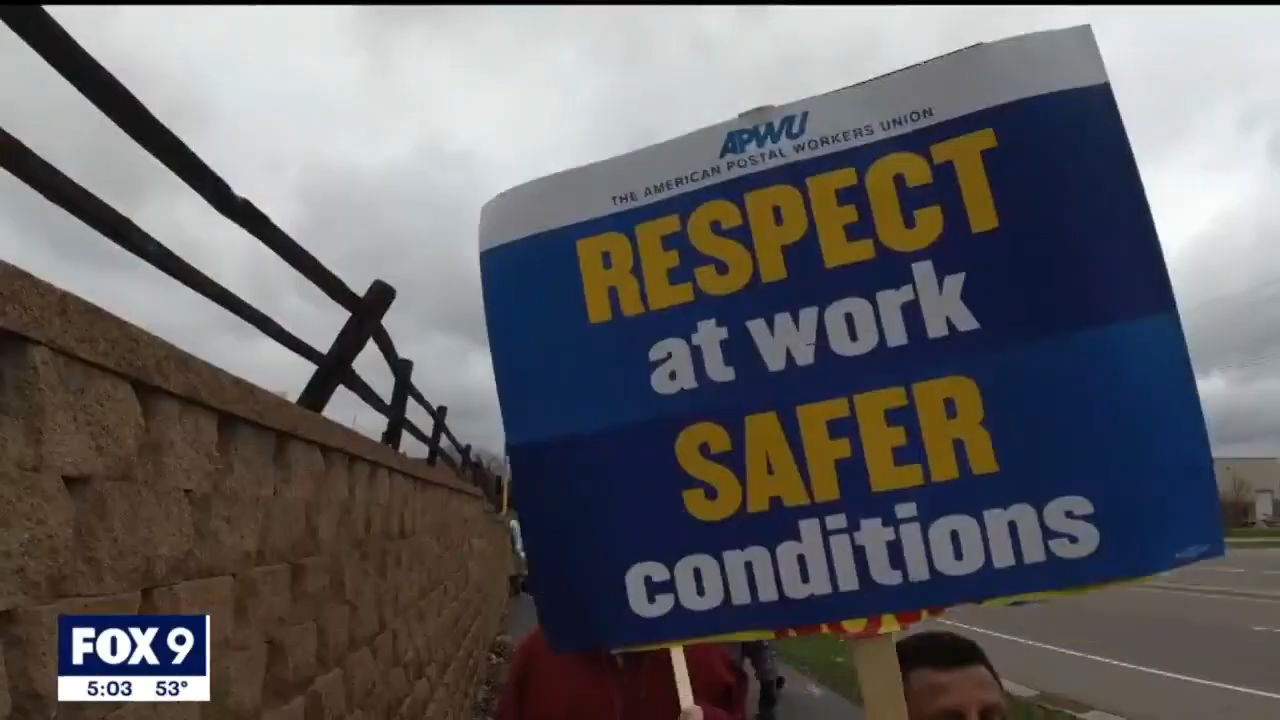 APWU
THE AMERICAN POSTAL WORKERS UNION
RESPECT
at work
SAFER
conditions
FOX 9
5:03 53°